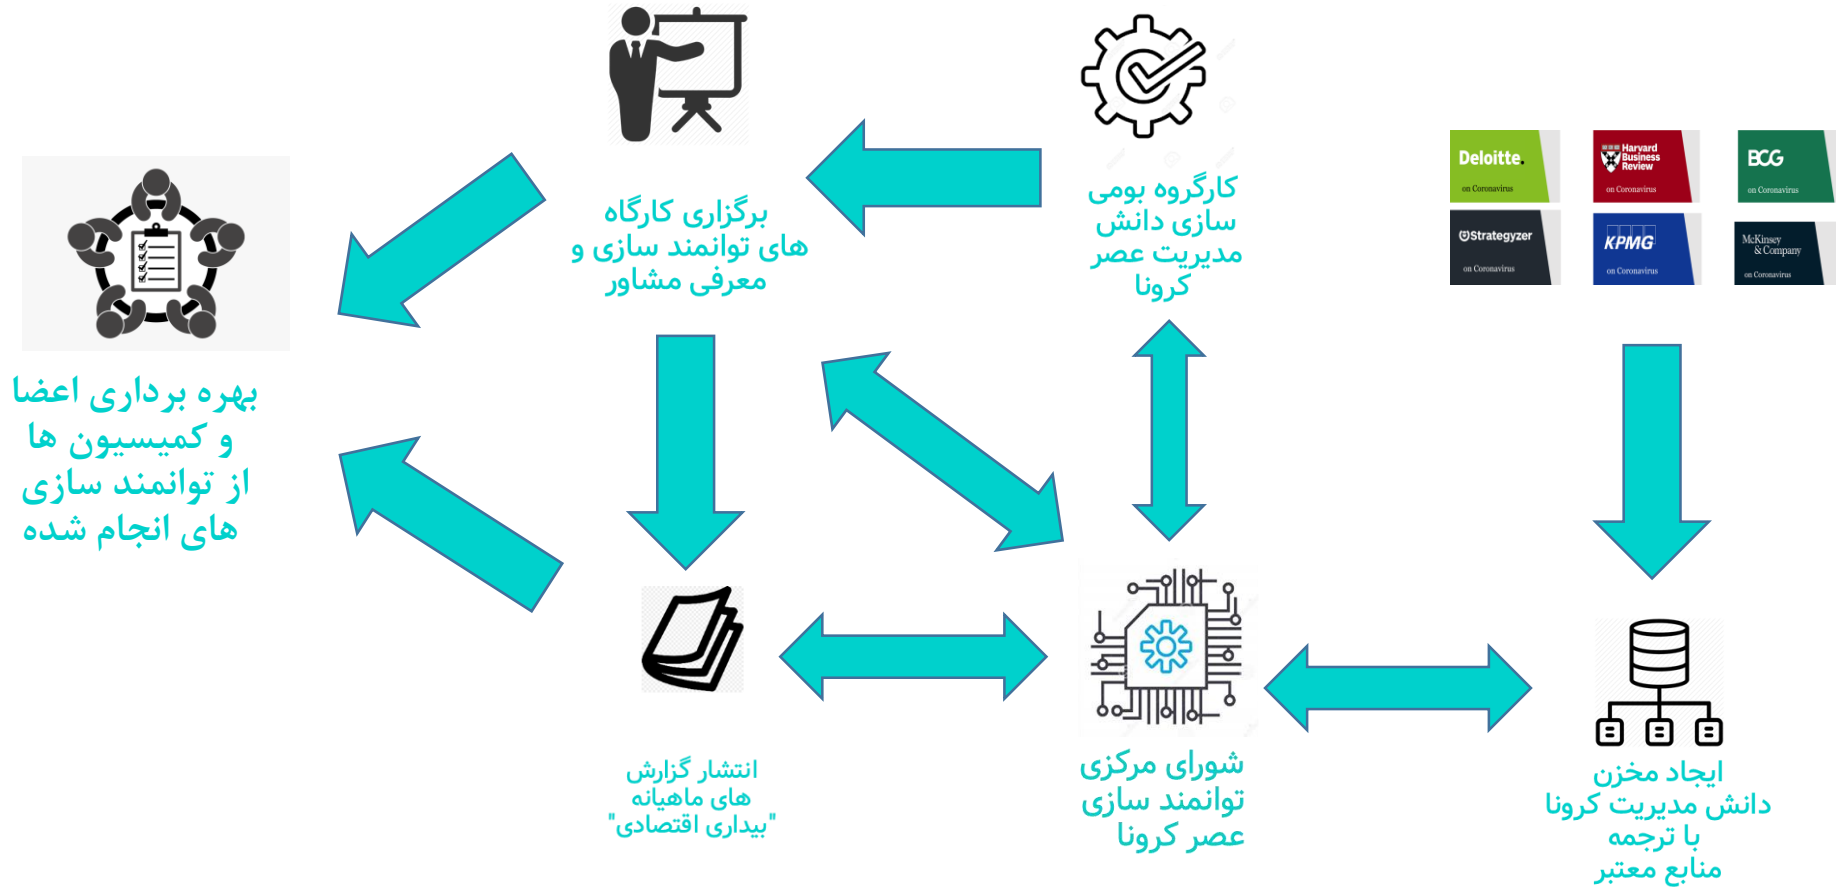 Deloitte.
on Coronavirus
Harvard
Business
Review
on Coronavirus
BCG
on Coronavirus
Strategyzer
on Coronavirus
KPMG
on Coronavirus
McKinsey
& Company
on Coronavirus
ایجاد مخزن
دانش مدیریت کرونا
با ترجمه
منابع معتبر
کارگروه بومی
سازی دانش
مدیریت عصر
کرونا
شورای مرکزی
توانمند سازی
عصر کرونا
برگزاری کارگاه
های توانمند سازی و
معرفی مشاور
انتشار گزارش
های ماهیانه
"بیداری اقتصادی"
بهره برداری اعضا
و کمیسیون ها
از توانمند سازی
های انجام شده